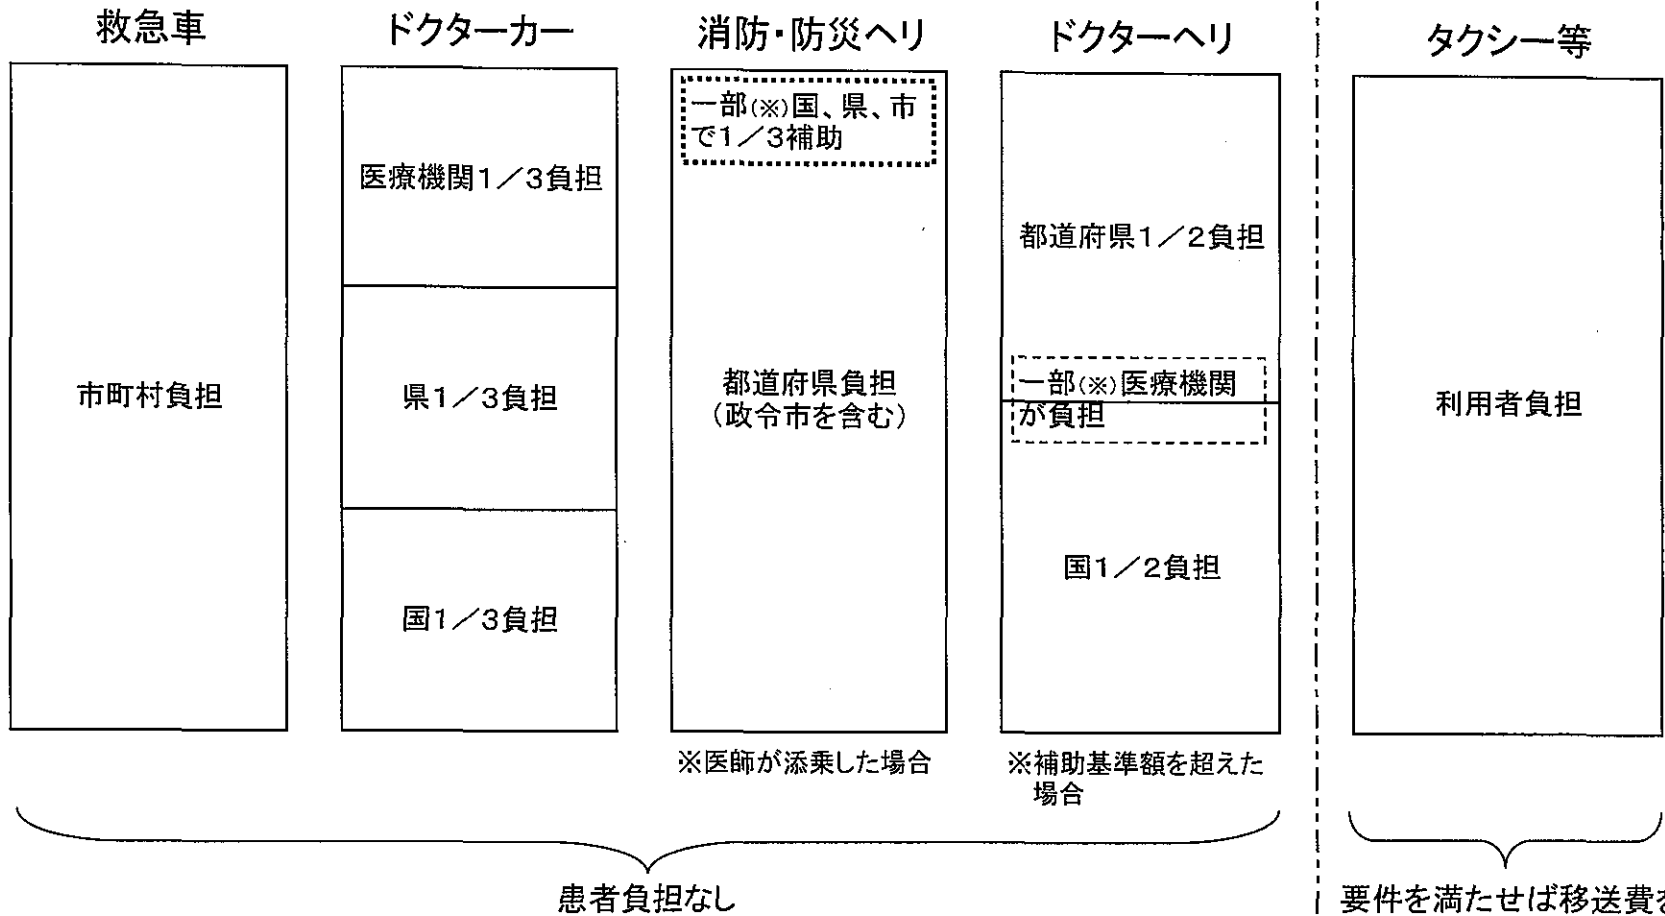 救急車
ドクターカー
消防・防災ヘリ
ドクターヘリ
タクシー等
市町村負担
医療機関1/3負担
県1/3負担
国1/3負担
一部(※)国、県、市
で1/3補助
都道府県負担
(政令市を含む)
※医師が添乗した場合
都道府県1/2負担
一部(※)医療機関
が負担
国1/2負担
※補助基準額を超えた
場合
利用者負担
患者負担なし
要件を満たせば移送費を